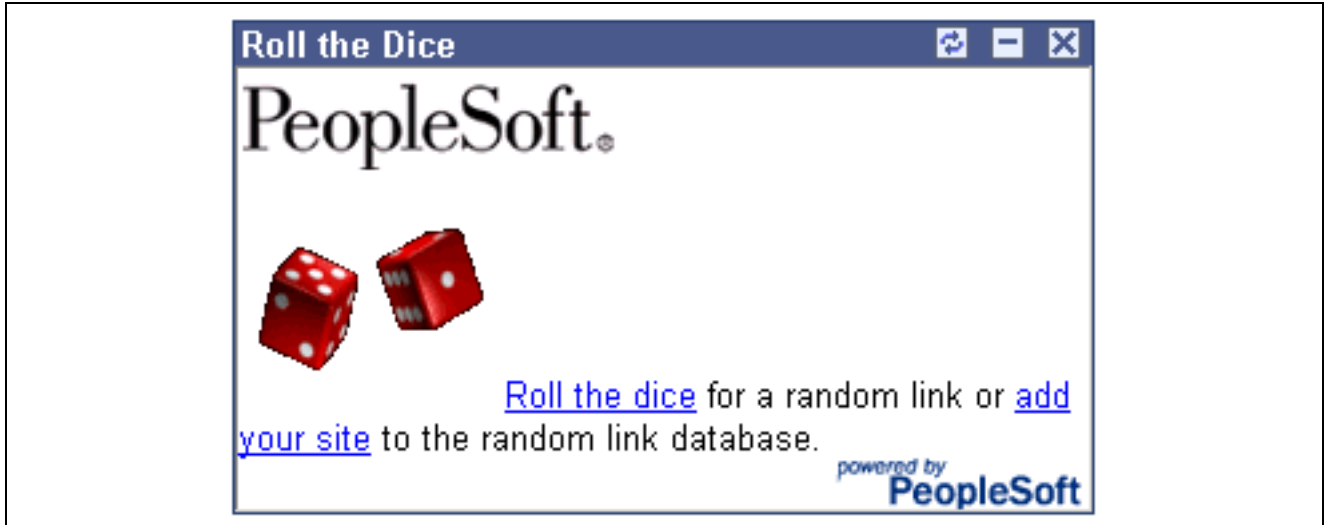 Roll the Dice
PeopleSoft®
Roll the dice for a random link or add
your site to the random link database.
powered by
PeopleSoft